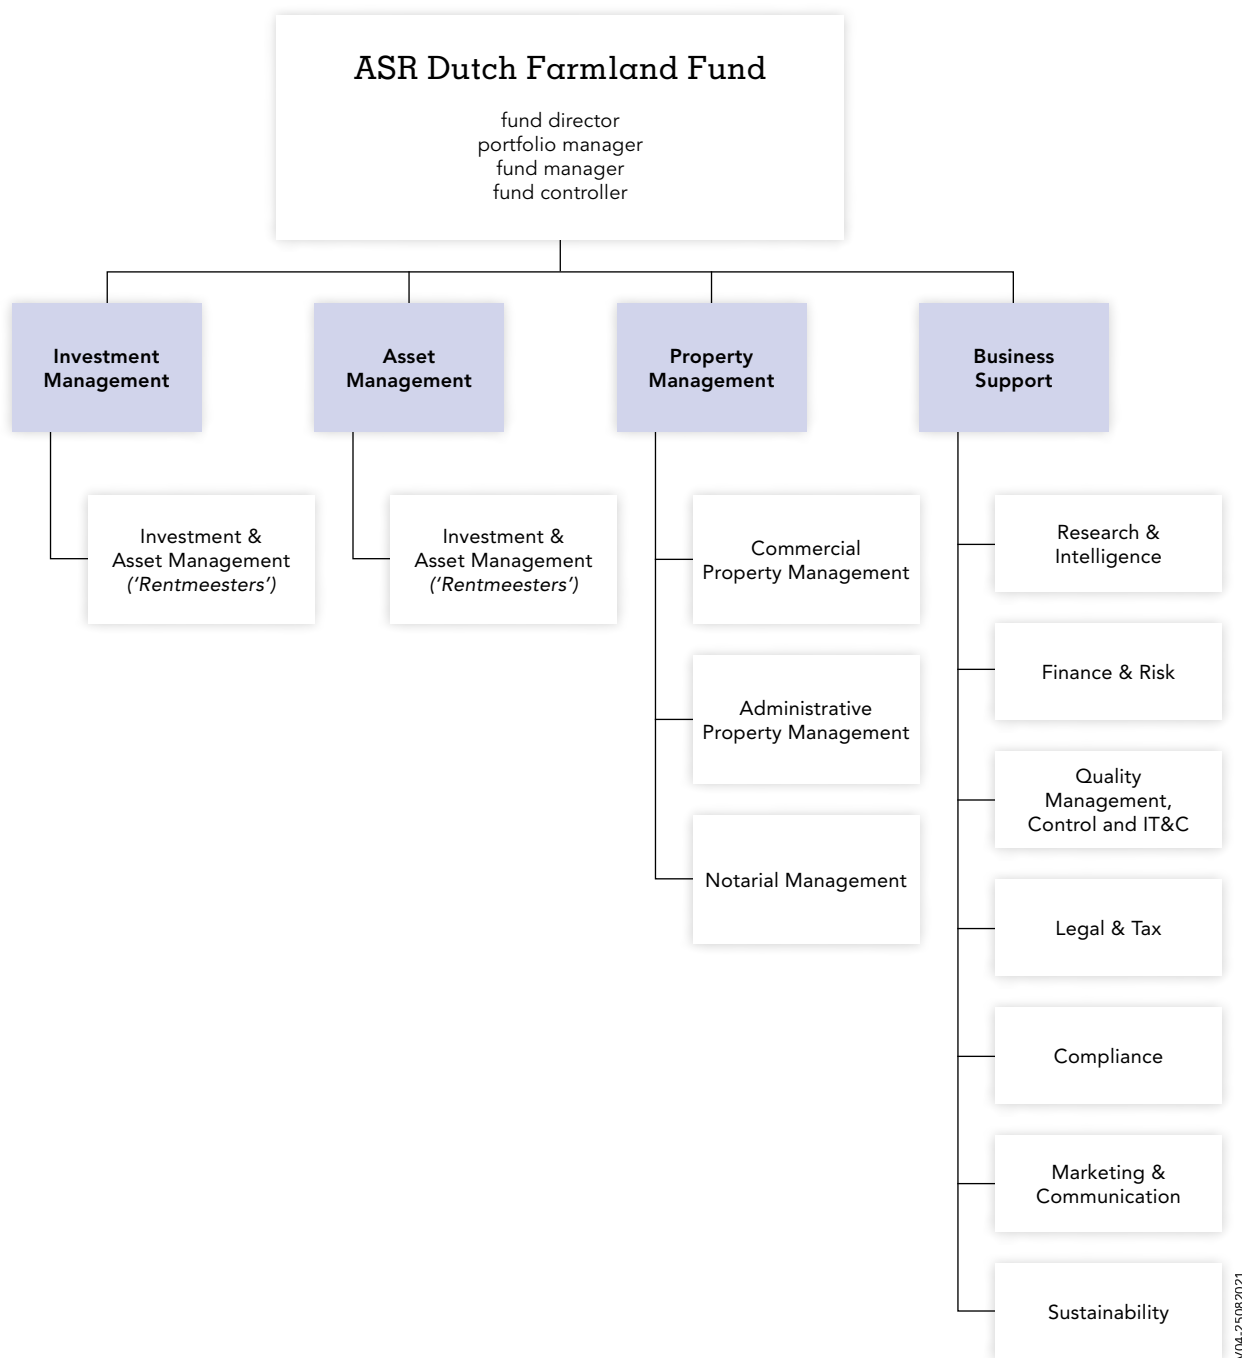 ASR Dutch Farmland Fund
fund director
portfolio manager
fund manager
fund controller
Investment
Management
Asset
Management
Property
Management
Business
Support
Investment &
Asset Management
('Rentmeesters')
Investment &
Asset Management
('Rentmeesters')
Commercial
Property Management
Administrative
Property Management
Notarial Management
Research &
Intelligence
Finance & Risk
Quality
Management,
Control and IT&C
Legal & Tax
Compliance
Marketing &
Communication
Sustainability
V04-25082021